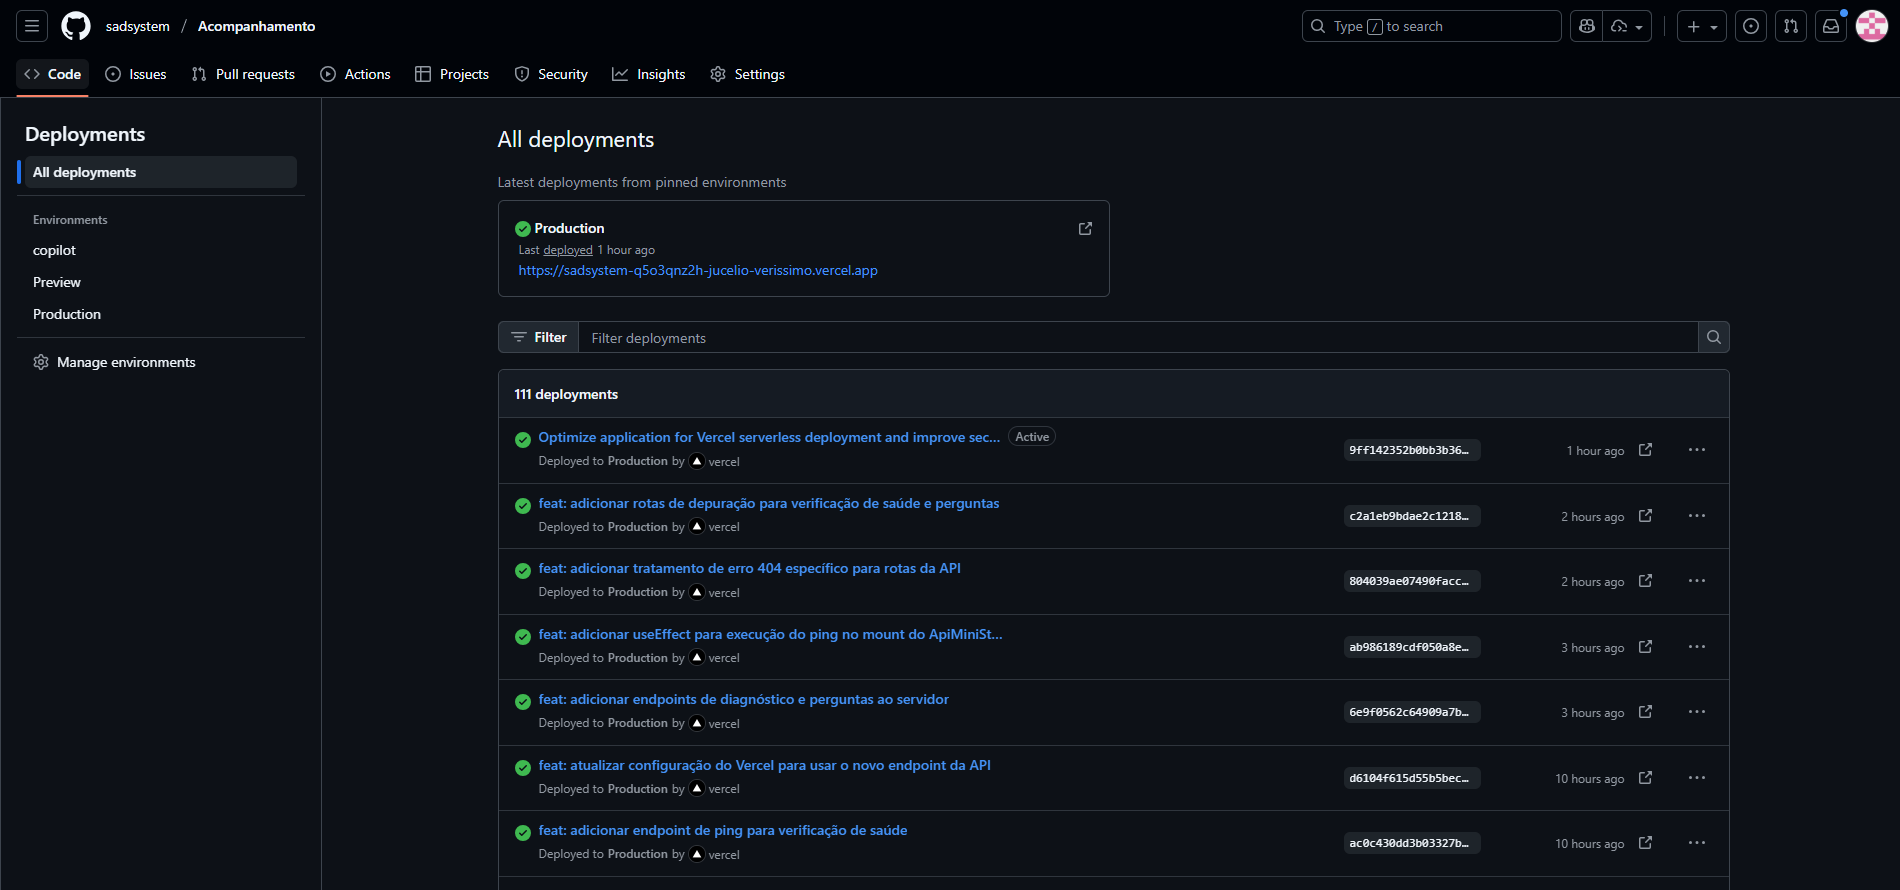 sadsystem / Acompanhamento
Type / to search
Code
Issues
Pull requests
Actions
Projects
Security
Insights
Settings
Deployments
All deployments
Environments
copilot
Preview
Production
Manage environments
All deployments
Latest deployments from pinned environments
Production
Last deployed 1 hour ago
https://sadsystem-q5o3qnz2h-jucelio-verissimo.vercel.app
Filter
Filter deployments
111 deployments
Optimize application for Vercel serverless deployment and improve sec... Active
Deployed to Production by vercel
9ff142352b0bb3b36…
1 hour ago
feat: adicionar rotas de depuração para verificação de saúde e perguntas
Deployed to Production by vercel
c2a1eb9bdae2c1218…
2 hours ago
feat: adicionar tratamento de erro 404 específico para rotas da API
Deployed to Production by vercel
804039ae07490facc…
2 hours ago
feat: adicionar useEffect para execução do ping no mount do ApiMiniSt...
Deployed to Production by vercel
ab986189cdf050a8e…
3 hours ago
feat: adicionar endpoints de diagnóstico e perguntas ao servidor
Deployed to Production by vercel
6e9f0562c64909a7b…
3 hours ago
feat: atualizar configuração do Vercel para usar o novo endpoint da API
Deployed to Production by vercel
d6104f615d55b5bec…
10 hours ago
feat: adicionar endpoint de ping para verificação de saúde
Deployed to Production by vercel
ac0c430dd3b03327b…
10 hours ago